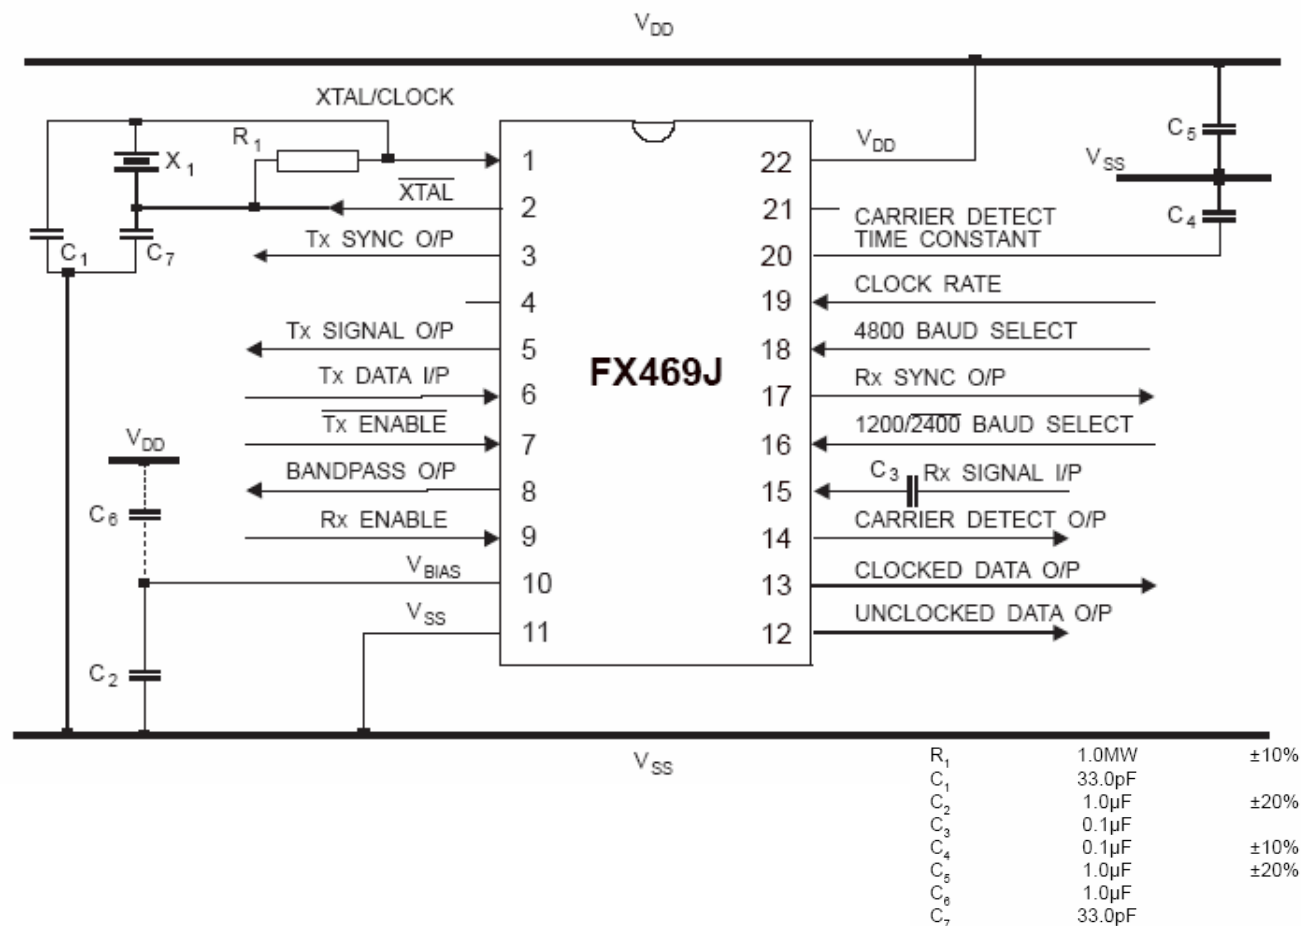 VDD
XTAL/CLOCK
R1
X1
C1
C7
XTAL
Tx SYNC O/P
Tx SIGNAL O/P
Tx DATA I/P
Tx ENABLE
BANDPASS O/P
Rx ENABLE
VBIAS
VSS
VDD
C6
C2
1
2
3
4
5
6
7
8
9
10
11
FX469J
22
21
20
19
18
17
16
15
14
13
12
VDD
CARRIER DETECT
TIME CONSTANT
CLOCK RATE
4800 BAUD SELECT
Rx SYNC O/P
1200/2400 BAUD SELECT
C3 Rx SIGNAL I/P
CARRIER DETECT O/P
CLOCKED DATA O/P
UNCLOCKED DATA O/P
C5
VSS
C4
VSS
R1 1.0MW ±10%
C1 33.0pF
C2 1.0µF ±20%
C3 0.1µF
C4 0.1µF ±10%
C5 1.0µF ±20%
C6 1.0µF
C7 33.0pF